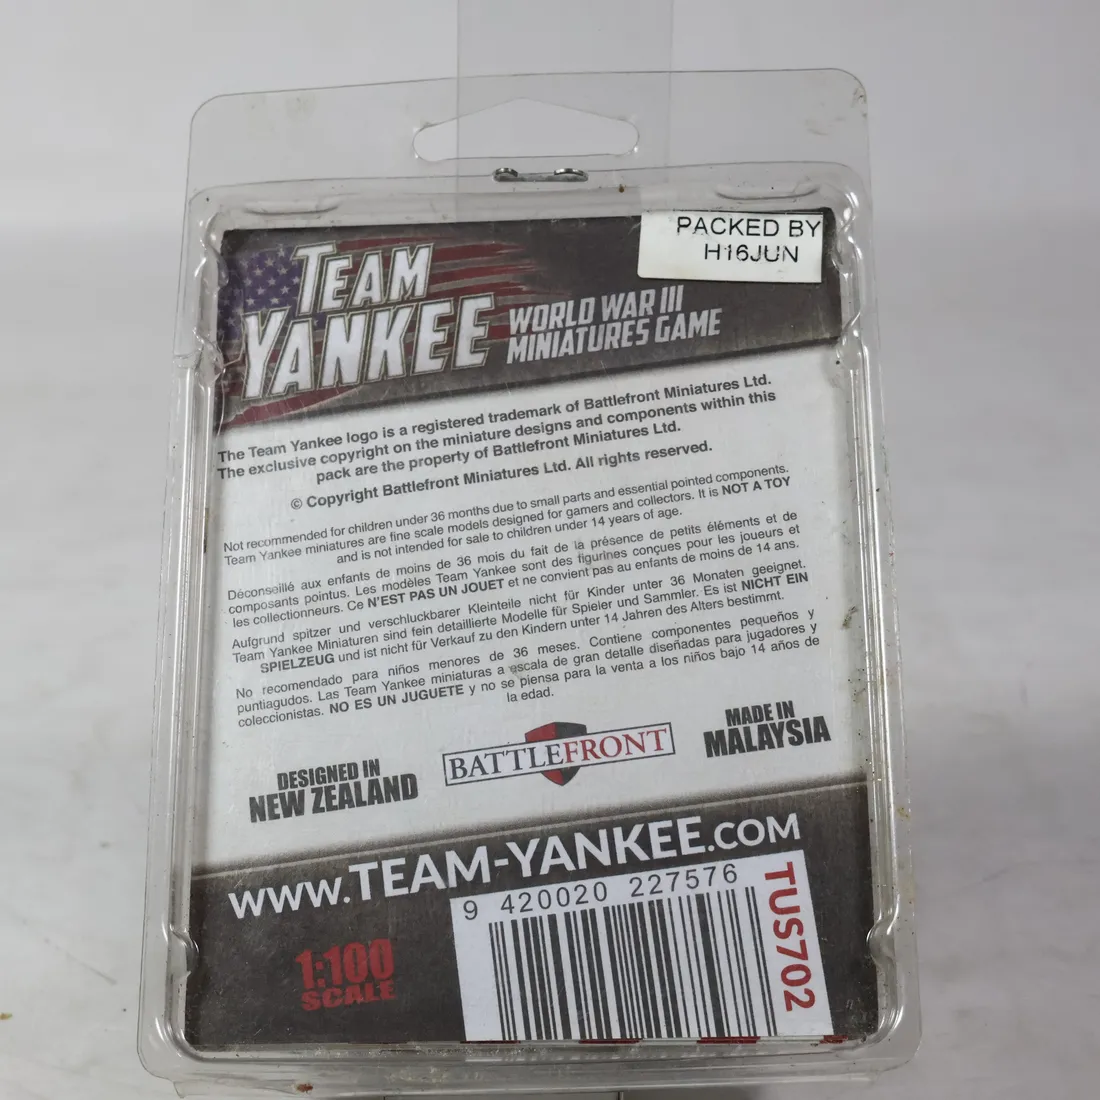 PACKED BY
H16JUN
TEAM
YANKEE
WORLD WAR III
MINIATURES GAME
The Team Yankee logo is a registered trademark of Battlefront Miniatures Ltd.
The exclusive copyright on the miniature designs and components within this
pack are the property of Battlefront Miniatures Ltd.
© Copyright Battlefront Miniatures Ltd. All rights reserved.
Not recommended for children under 36 months due to small parts and essential pointed components.
Team Yankee miniatures are fine scale models designed for gamers and collectors. It is NOT A TOY
and is not intended for sale to children under 14 years of age.
Déconseillé aux enfants de moins de 36 mois du fait de la présence de petits éléments et de
composants pointus. Les modèles Team Yankee sont des figurines conçues pour les joueurs et
les collectionneurs. Ce N'EST PAS UN JOUET et ne convient pas au enfants de moins de 14 ans.
Aufgrund spitzer und verschluckbarer Kleinteile nicht für Kinder unter 36 Monaten geeignet.
Team Yankee Miniaturen sind fein detaillierte Modelle für Spieler und Sammler. Es ist NICHT EIN
SPIELZEUG und ist nicht für Verkauf zu den Kindern unter 14 Jahren des Alters bestimmt.
No recomendado para niños menores de 36 meses. Contiene componentes pequeños y
puntiagudos. Las Team Yankee miniaturas a escala de gran detalle diseñadas para jugadores y
coleccionistas. NO ES UN JUGUETE y no se piensa para la venta a los niños bajo 14 años de
la edad.
DESIGNED IN
NEW ZEALAND
BATTLEFRONT
MADE IN
MALAYSIA
WWW.TEAM-YANKEE.COM
1:100
SCALE
9 420020 227576
TUS702